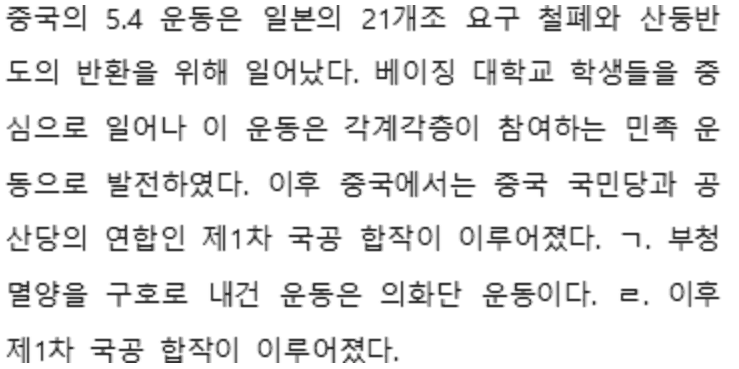 중국의 5.4 운동은 일본의 21개조 요구 철폐와 산둥반
도의 반환을 위해 일어났다. 베이징 대학교 학생들을 중
심으로 일어나 이 운동은 각계각층이 참여하는 민족 운
동으로 발전하였다. 이후 중국에서는 중국 국민당과 공
산당의 연합인 제1차 국공 합작이 이루어졌다. ㄱ. 부청
멸양을 구호로 내건 운동은 의화단 운동이다. ㄹ. 이후
제1차 국공 합작이 이루어졌다.